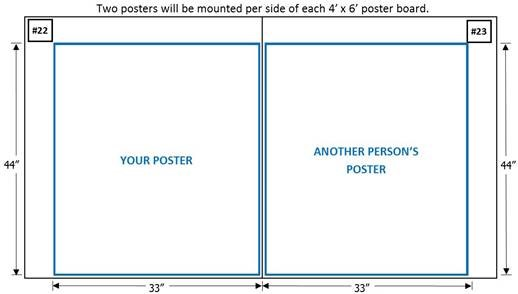 Two posters will be mounted per side of each 4’ x 6’ poster board.
#22
#23
YOUR POSTER
ANOTHER PERSON’S
POSTER
44”
44”
33”
33”